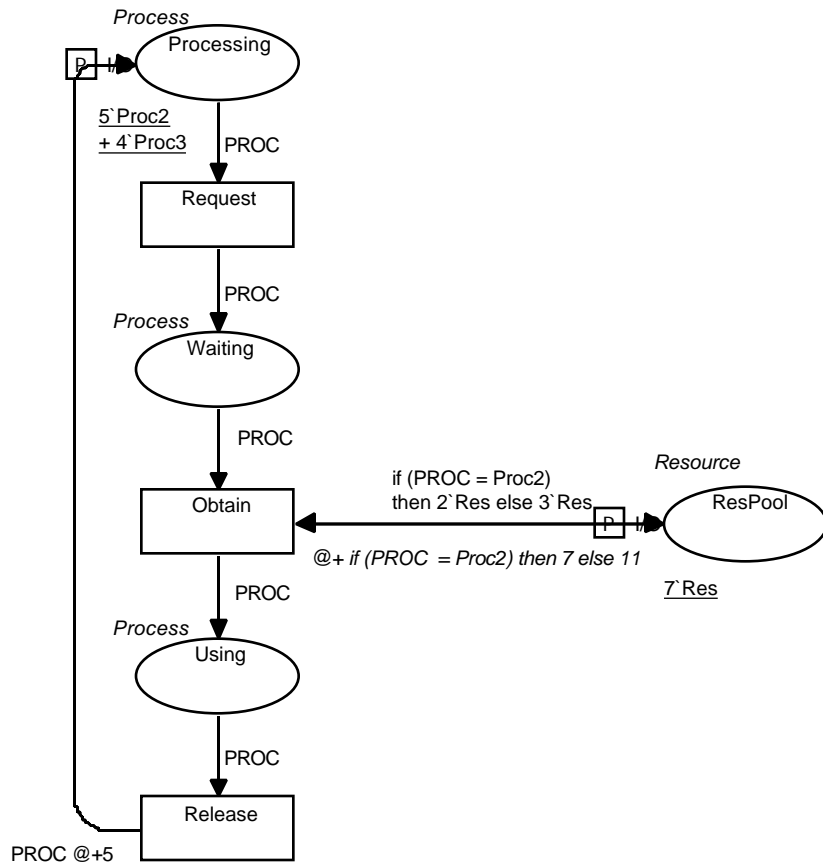 Process
Processing
P I/O
5`Proc2
+ 4`Proc3
PROC
Request
PROC
Process
Waiting
PROC
if (PROC = Proc2)
then 2`Res else 3`Res
Resource
Obtain
P I/O
ResPool
@+ if (PROC = Proc2) then 7 else 11
7`Res
PROC
Process
Using
PROC
Release
PROC @+5